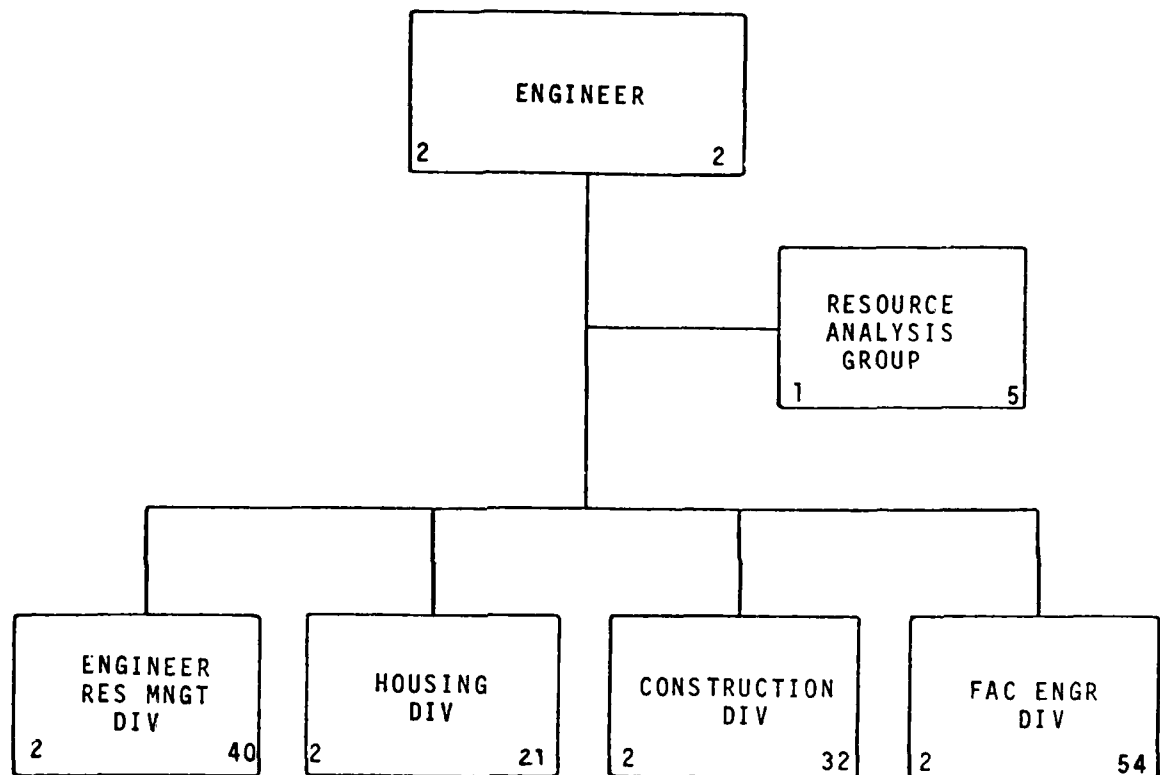 ENGINEER
2 2
RESOURCE
ANALYSIS
GROUP
1 5
ENGINEER
RES MNGT
DIV
2 40
HOUSING
DIV
2 21
CONSTRUCTION
DIV
2 32
FAC ENGR
DIV
2 54